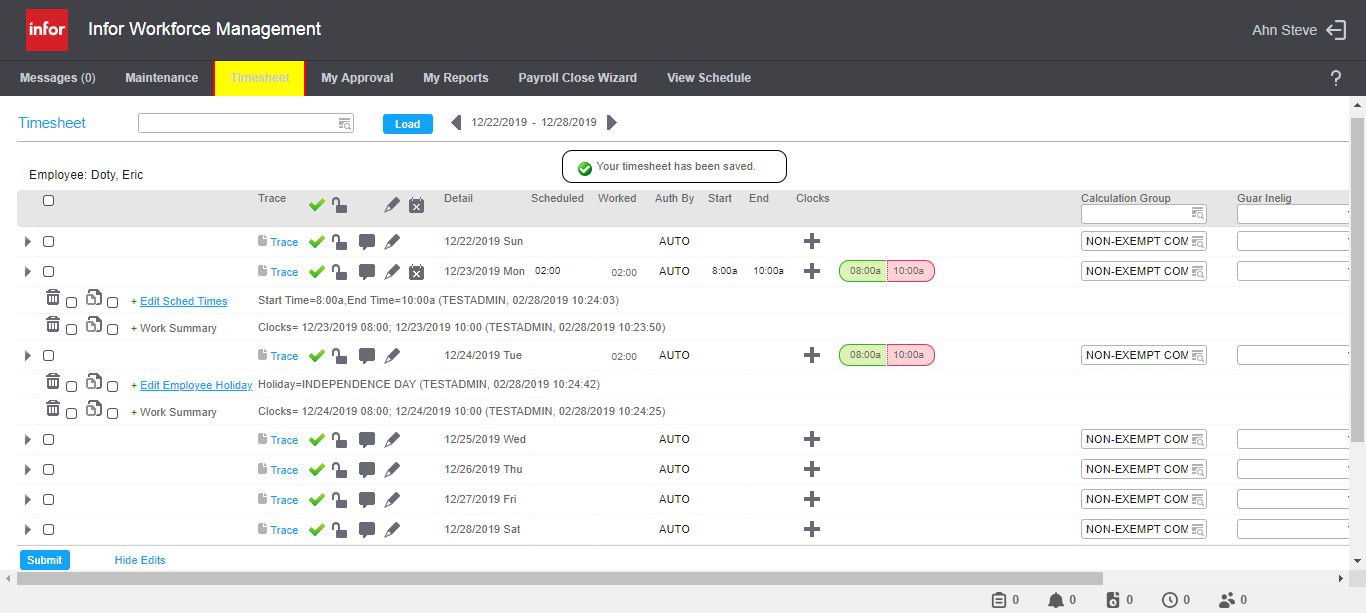 infor Infor Workforce Management Ahn Steve
Messages (0) Maintenance Timesheet My Approval My Reports Payroll Close Wizard View Schedule ?
Timesheet Load 12/22/2019 - 12/28/2019
Your timesheet has been saved.
Employee: Doty, Eric
Trace Detail Scheduled Worked Auth By Start End Clocks Calculation Group Guar Inelig
Trace 12/22/2019 Sun AUTO NON-EXEMPT COM
Trace 12/23/2019 Mon 02:00 02:00 AUTO 8:00a 10:00a 08:00a 10:00a NON-EXEMPT COM
+ Edit Sched Times Start Time=8:00a,End Time=10:00a (TESTADMIN, 02/28/2019 10:24:03)
+ Work Summary Clocks= 12/23/2019 08:00; 12/23/2019 10:00 (TESTADMIN, 02/28/2019 10:23:50)
Trace 12/24/2019 Tue 02:00 AUTO 08:00a 10:00a NON-EXEMPT COM
+ Edit Employee Holiday Holiday=INDEPENDENCE DAY (TESTADMIN, 02/28/2019 10:24:42)
+ Work Summary Clocks= 12/24/2019 08:00; 12/24/2019 10:00 (TESTADMIN, 02/28/2019 10:24:25)
Trace 12/25/2019 Wed AUTO NON-EXEMPT COM
Trace 12/26/2019 Thu AUTO NON-EXEMPT COM
Trace 12/27/2019 Fri AUTO NON-EXEMPT COM
Trace 12/28/2019 Sat AUTO NON-EXEMPT COM
Submit Hide Edits
0 0 0 0 0